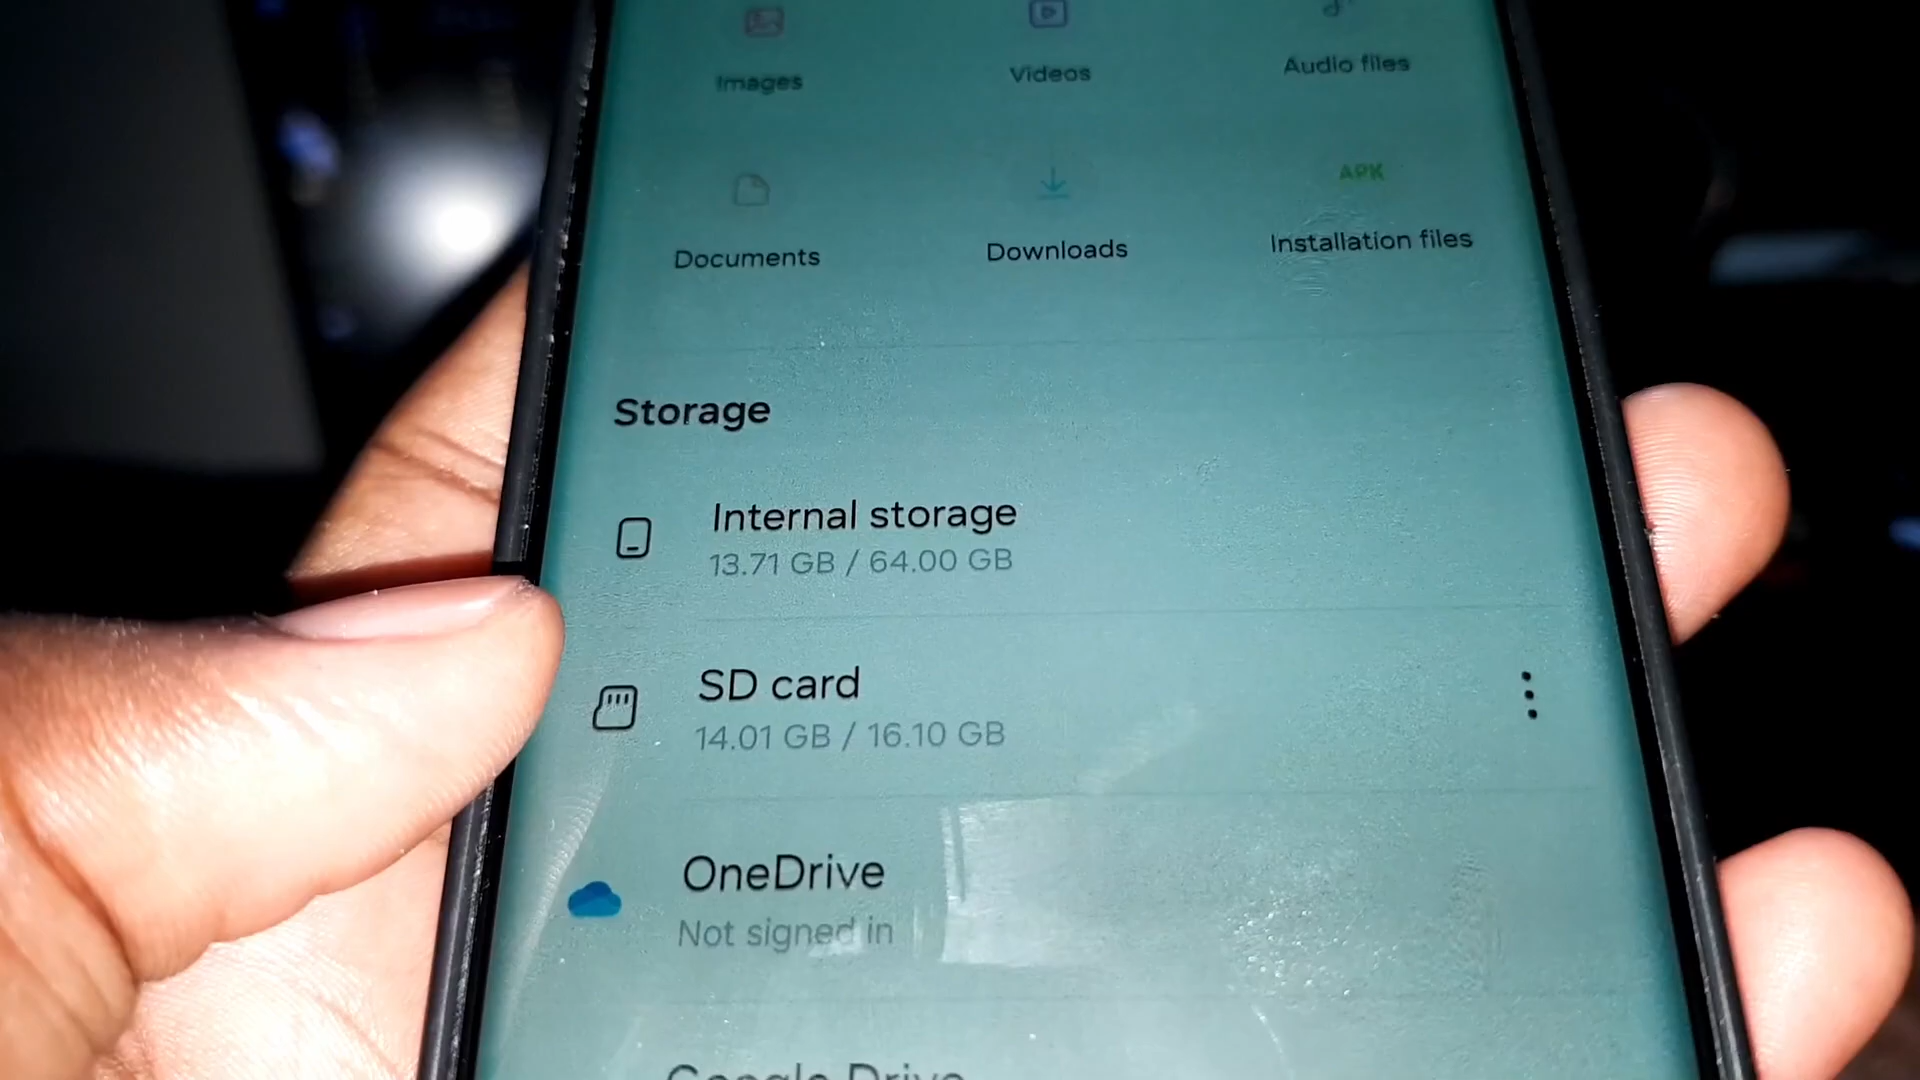 Images
Videos
Audio files
APK
Documents
Downloads
Installation files
Storage
Internal storage
13.71 GB / 64.00 GB
SD card
14.01 GB / 16.10 GB
OneDrive
Not signed in
Google Drive